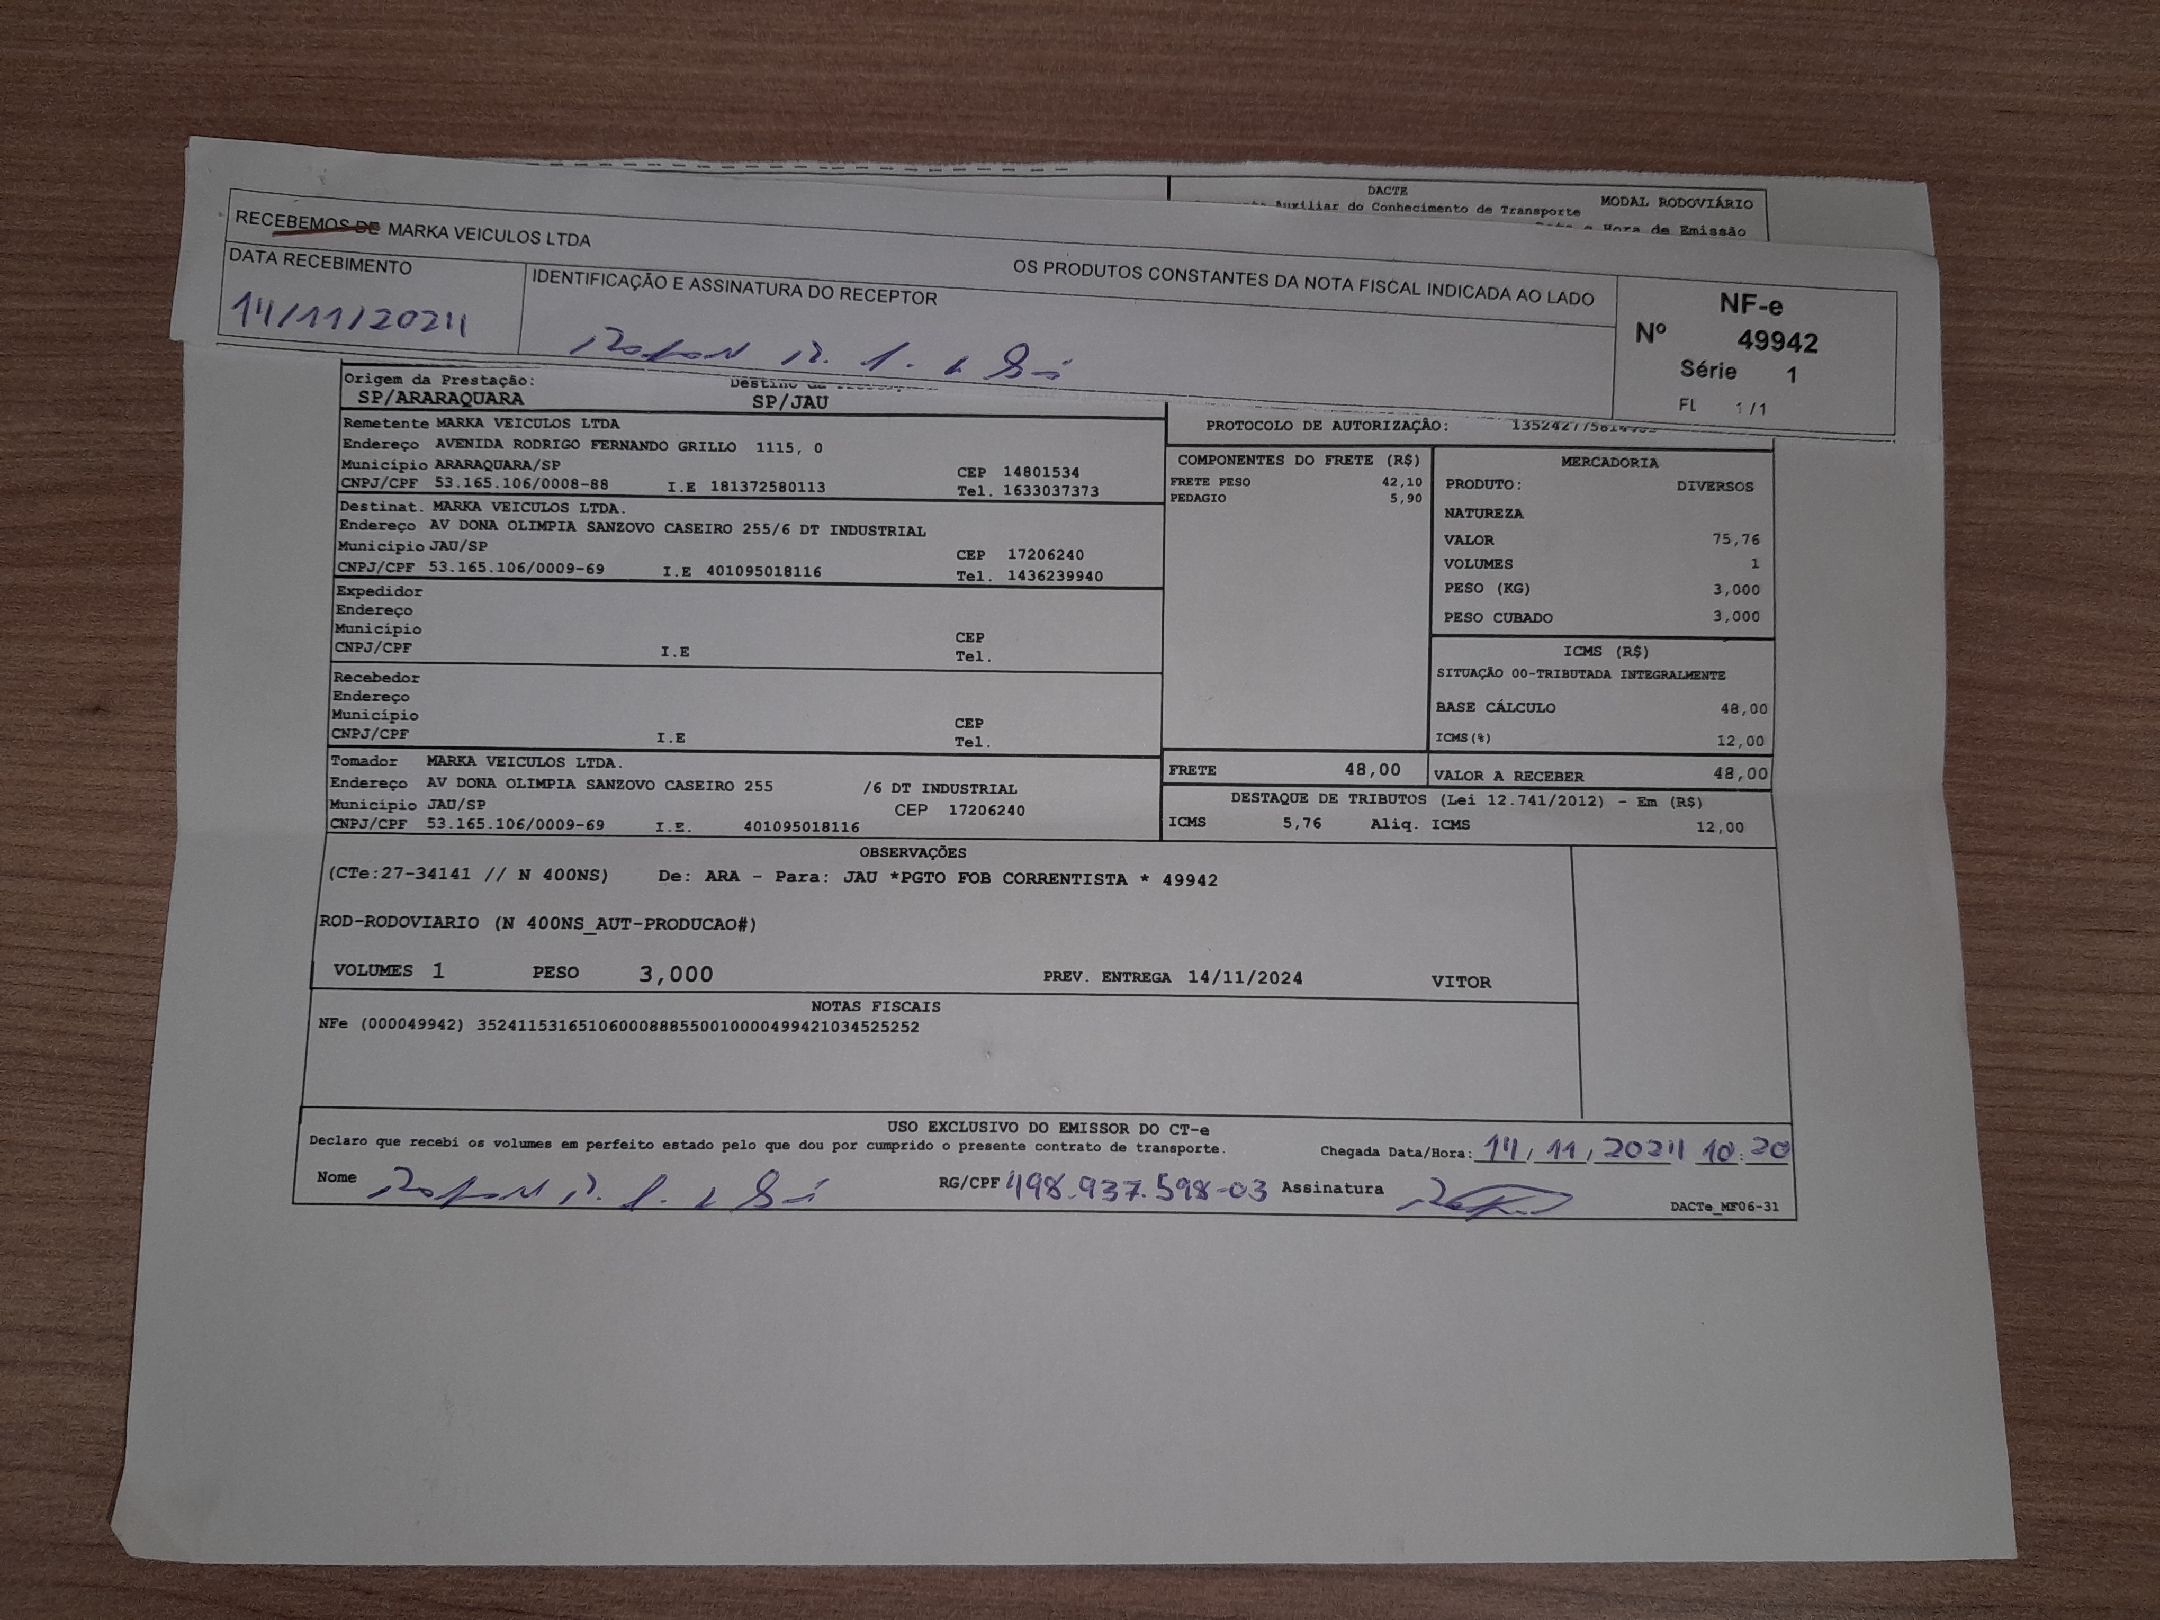 DACTE
MODAL RODOVIÁRIO
Auxiliar do Conhecimento de Transporte
Hora de Emissão
RECEBEMOS DE MARKA VEICULOS LTDA
OS PRODUTOS CONSTANTES DA NOTA FISCAL INDICADA AO LADO
DATA RECEBIMENTO
14/11/2024
IDENTIFICAÇÃO E ASSINATURA DO RECEPTOR
NF-e
Nº 49942
Série 1
FL 1 /1
Origem da Prestação:
SP/ARARAQUARA
SP/JAU
Remetente MARKA VEICULOS LTDA
Endereço AVENIDA RODRIGO FERNANDO GRILLO 1115, 0
Município ARARAQUARA/SP CEP 14801534
CNPJ/CPF 53.165.106/0008-88 I.E 181372580113 Tel. 1633037373
Destinat. MARKA VEICULOS LTDA.
Endereço AV DONA OLIMPIA SANZOVO CASEIRO 255/6 DT INDUSTRIAL
Município JAU/SP CEP 17206240
CNPJ/CPF 53.165.106/0009-69 I.E 401095018116 Tel. 1436239940
Expedidor
Endereço
Município CEP
CNPJ/CPF I.E Tel.
Recebedor
Endereço
Município CEP
CNPJ/CPF I.E Tel.
Tomador MARKA VEICULOS LTDA.
Endereço AV DONA OLIMPIA SANZOVO CASEIRO 255 /6 DT INDUSTRIAL
Município JAU/SP CEP 17206240
CNPJ/CPF 53.165.106/0009-69 I.E. 401095018116
PROTOCOLO DE AUTORIZAÇÃO:
COMPONENTES DO FRETE (R$)
FRETE PESO 42,10
PEDAGIO 5,90
MERCADORIA
PRODUTO: DIVERSOS
NATUREZA
VALOR 75,76
VOLUMES 1
PESO (KG) 3,000
PESO CUBADO 3,000
ICMS (R$)
SITUAÇÃO 00-TRIBUTADA INTEGRALMENTE
BASE CÁLCULO 48,00
ICMS(%) 12,00
FRETE 48,00
VALOR A RECEBER 48,00
DESTAQUE DE TRIBUTOS (Lei 12.741/2012) - Em (R$)
ICMS 5,76 Aliq. ICMS 12,00
OBSERVAÇÕES
(CTe:27-34141 // N 400NS) De: ARA - Para: JAU *PGTO FOB CORRENTISTA * 49942
ROD-RODOVIARIO (N 400NS_AUT-PRODUCAO#)
VOLUMES 1 PESO 3,000 PREV. ENTREGA 14/11/2024 VITOR
NOTAS FISCAIS
NFe (000049942) 35241153165106000888550010000499421034525252
USO EXCLUSIVO DO EMISSOR DO CT-e
Declaro que recebi os volumes em perfeito estado pelo que dou por cumprido o presente contrato de transporte.
Chegada Data/Hora: 14/11/2024 10:20
Nome RG/CPF 498.937.598-03 Assinatura
DACTe_MF06-31